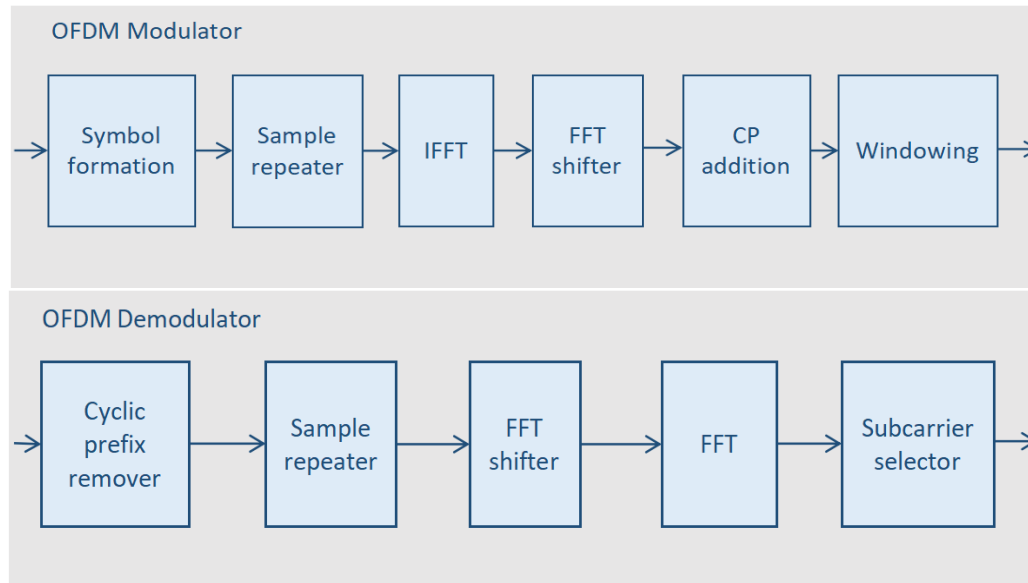 OFDM Modulator
Symbol
formation
Sample
repeater
IFFT
FFT
shifter
CP
addition
Windowing
OFDM Demodulator
Cyclic
prefix
remover
Sample
repeater
FFT
shifter
FFT
Subcarrier
selector